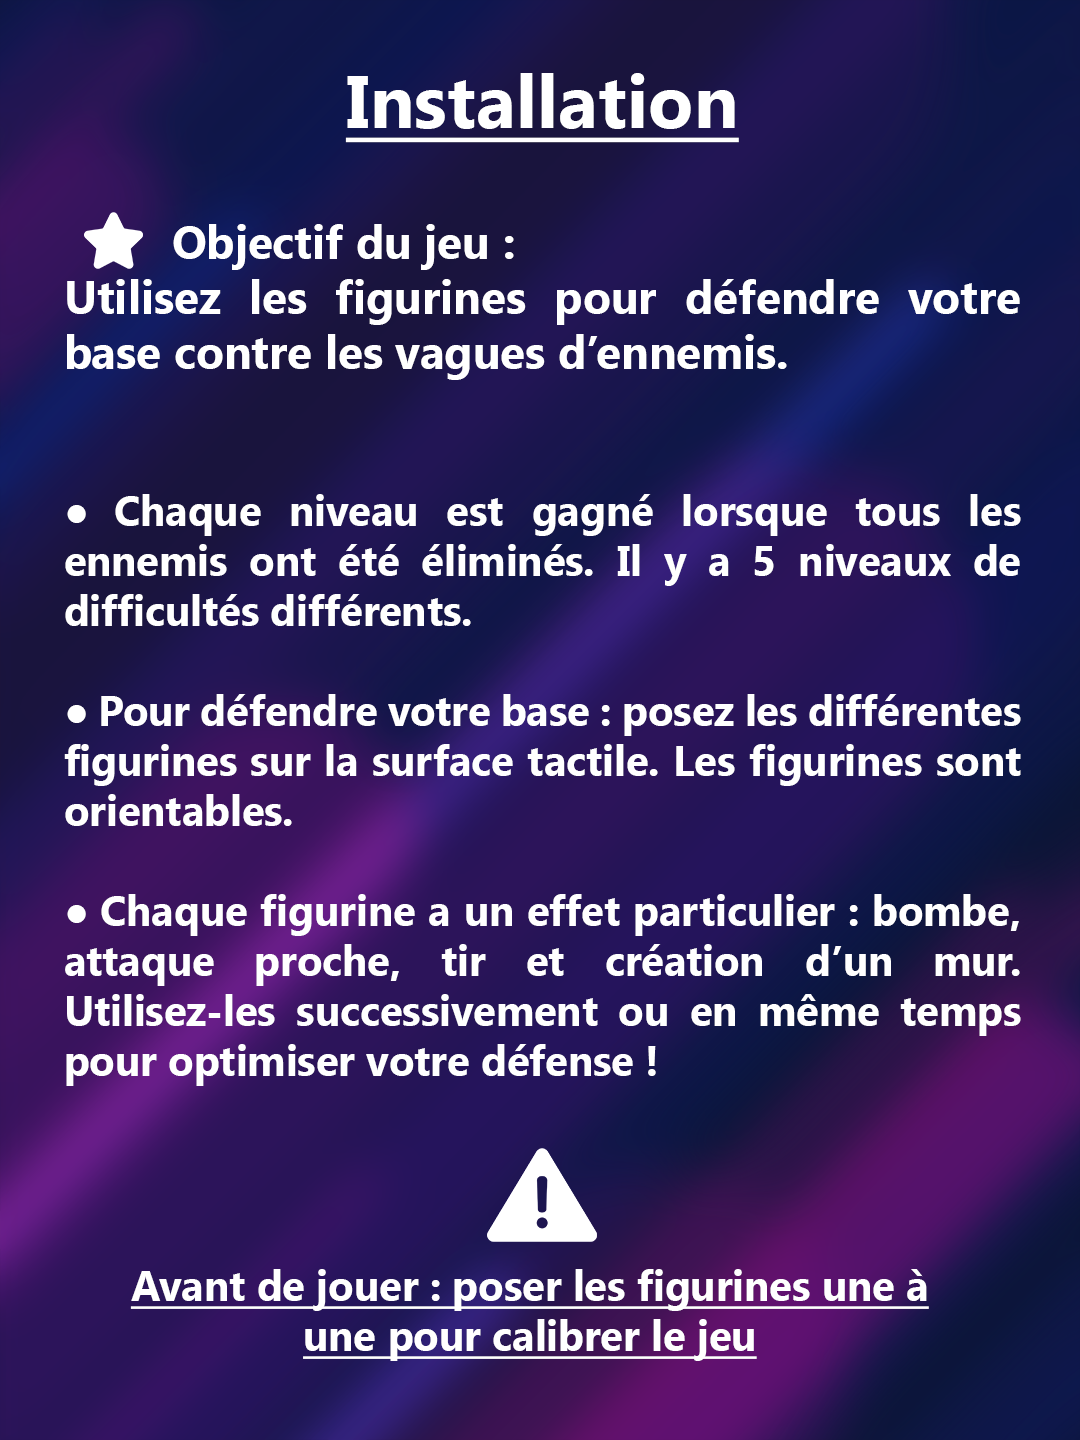 Installation
Objectif du jeu :
Utilisez les figurines pour défendre votre
base contre les vagues d’ennemis.
● Chaque niveau est gagné lorsque tous les
ennemis ont été éliminés. Il y a 5 niveaux de
difficultés différents.
● Pour défendre votre base : posez les différentes
figurines sur la surface tactile. Les figurines sont
orientables.
● Chaque figurine a un effet particulier : bombe,
attaque proche, tir et création d’un mur.
Utilisez-les successivement ou en même temps
pour optimiser votre défense !
Avant de jouer : poser les figurines une à
une pour calibrer le jeu